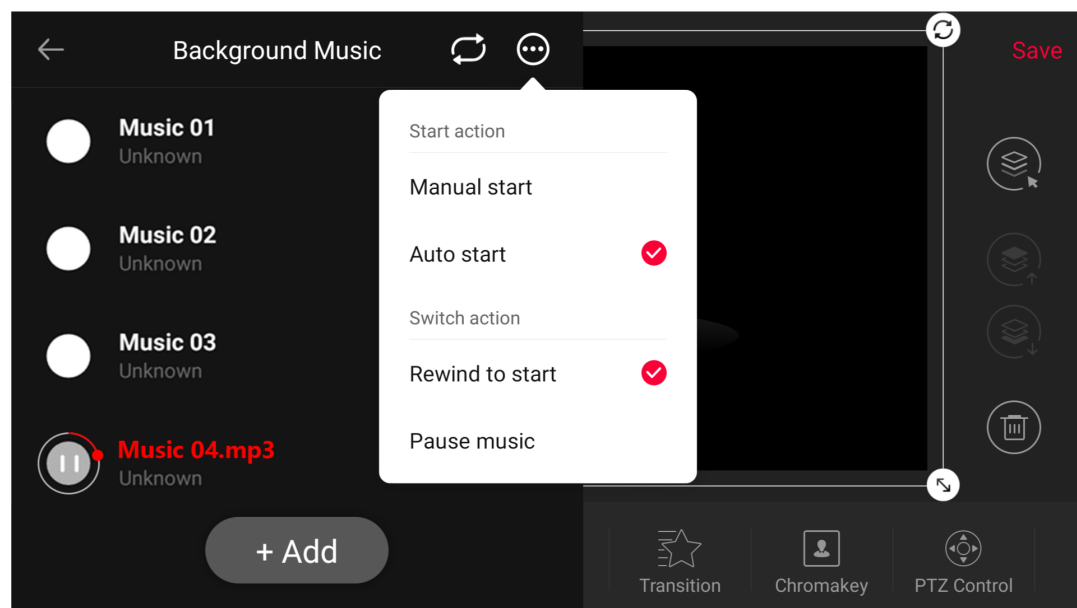 Background Music
Save
Music 01
Unknown
Music 02
Unknown
Music 03
Unknown
Music 04.mp3
Unknown
+ Add
Start action
Manual start
Auto start
Switch action
Rewind to start
Pause music
Transition
Chromakey
PTZ Control